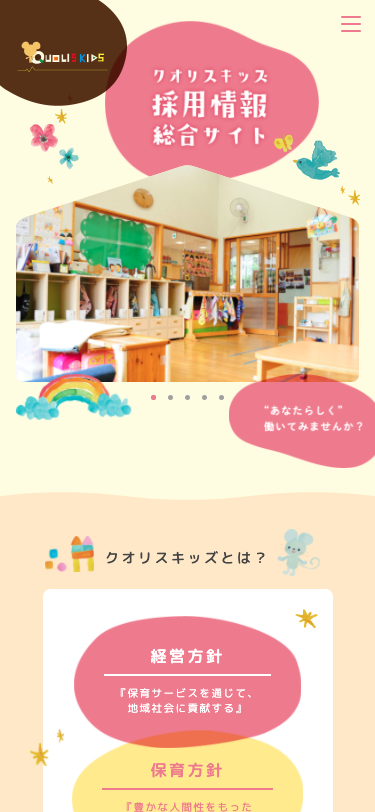 QUALISKIDS
クオリスキッズ
採用情報
総合サイト
“あなたらしく”
働いてみませんか？
クオリスキッズとは？
経営方針
『保育サービスを通じて、
地域社会に貢献する』
保育方針
『豊かな人間性をもった